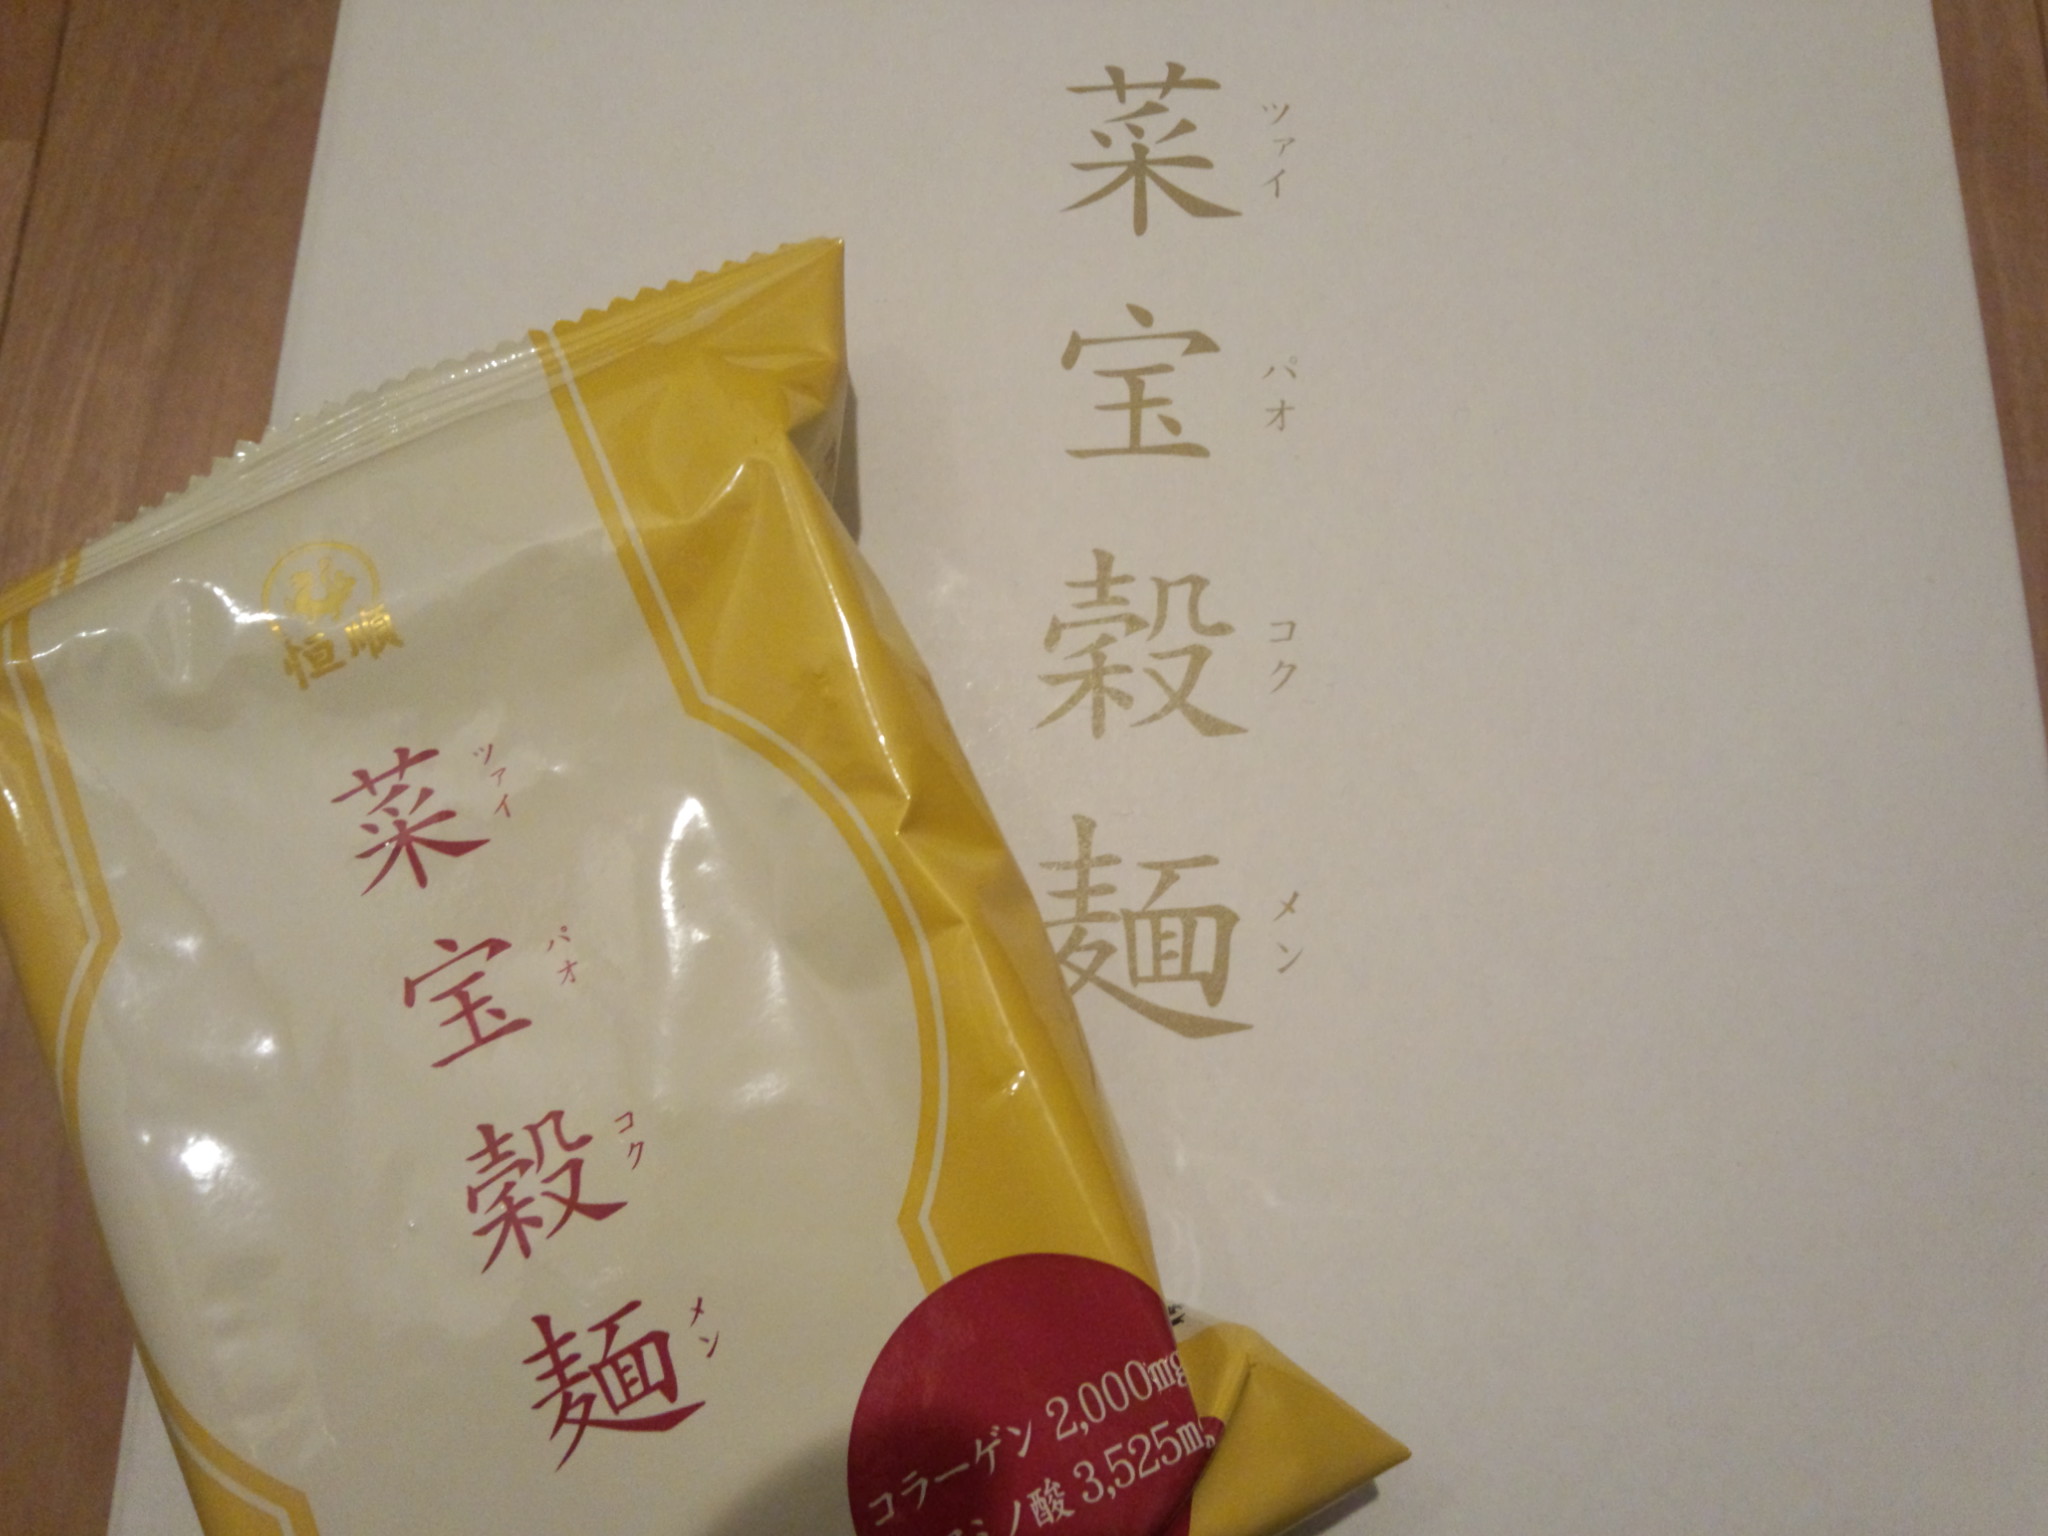 菜宝穀麺
ツァイパオコクメン
恒順
菜宝穀麺
ツァイパオコクメン
コラーゲン 2,000mg
ミノ酸 3,525mg